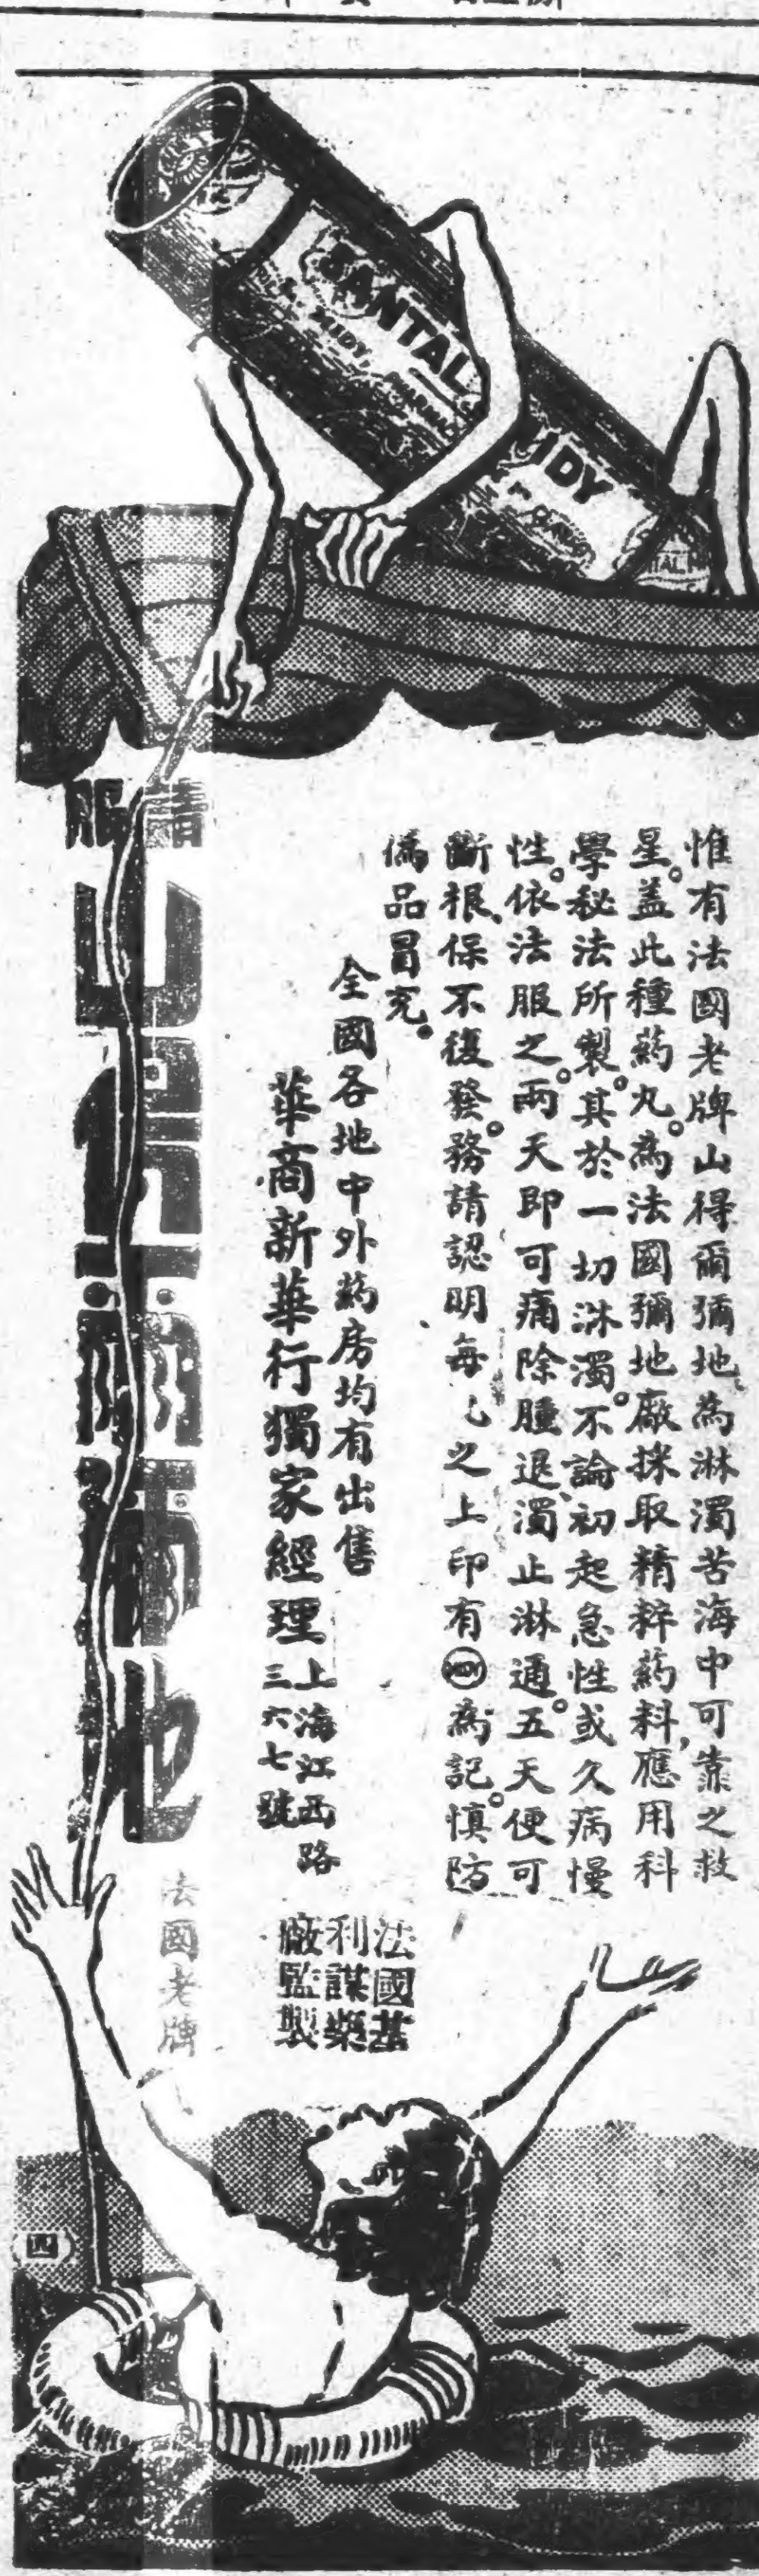 SANTAL MIDY
MIDY, PHARMAC
惟有法國老牌山得爾彌地、為淋濁苦海中可靠之救
星。蓋此種葯丸。為法國彌地廠採取精粹葯料，應用科
學秘法所製。其於一切淋濁。不論初起急性或久病慢
性。依法服之。兩天即可痛除腫退、濁止淋通。五天便可
斷根、保不復發。務請認明每丸之上印有MIDY為記。慎防
偽品冒充。
全國各地中外葯房均有出售
華商新華行獨家經理
上海江西路
三六七號
法國基
利謀藥
廠監製
請服
山得爾彌地
法國老牌
(四)